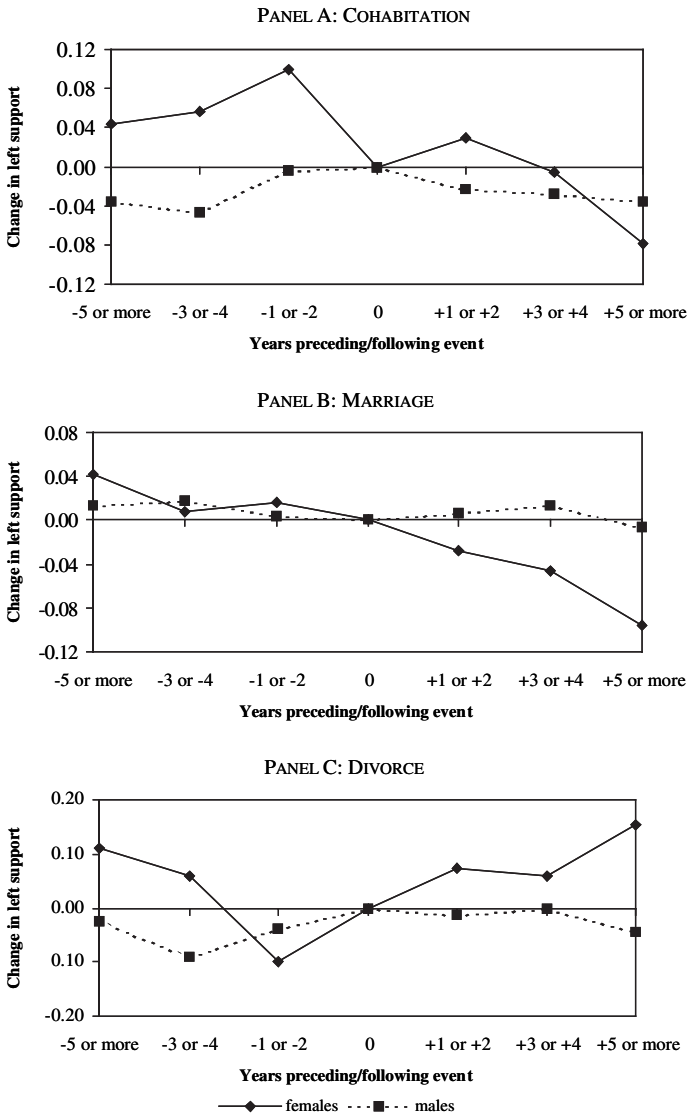 PANEL A: COHABITATION
0.12
0.08
0.04
0.00
-0.04
-0.08
-0.12
Change in left support
-5 or more -3 or -4 -1 or -2 0 +1 or +2 +3 or +4 +5 or more
Years preceding/following event
PANEL B: MARRIAGE
0.08
0.04
0.00
-0.04
-0.08
-0.12
Change in left support
-5 or more -3 or -4 -1 or -2 0 +1 or +2 +3 or +4 +5 or more
Years preceding/following event
PANEL C: DIVORCE
0.20
0.10
0.00
0.10
-0.20
Change in left support
-5 or more -3 or -4 -1 or -2 0 +1 or +2 +3 or +4 +5 or more
Years preceding/following event
females males